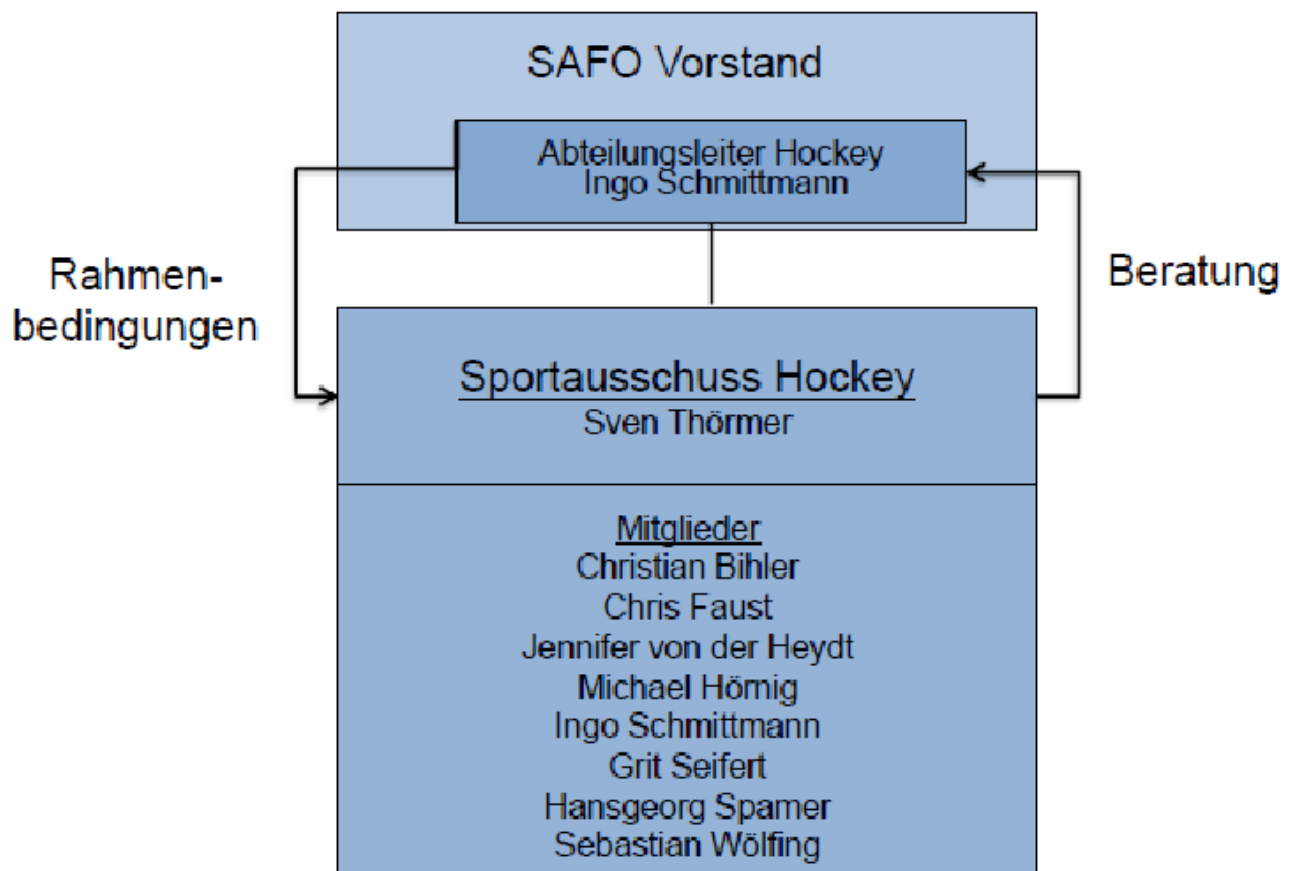 SAFO Vorstand
Abteilungsleiter Hockey
Ingo Schmittmann
Rahmen-
bedingungen
Beratung
Sportausschuss Hockey
Sven Thörmer
Mitglieder
Christian Bihler
Chris Faust
Jennifer von der Heydt
Michael Hörnig
Ingo Schmittmann
Grit Seifert
Hansgeorg Spamer
Sebastian Wölfing